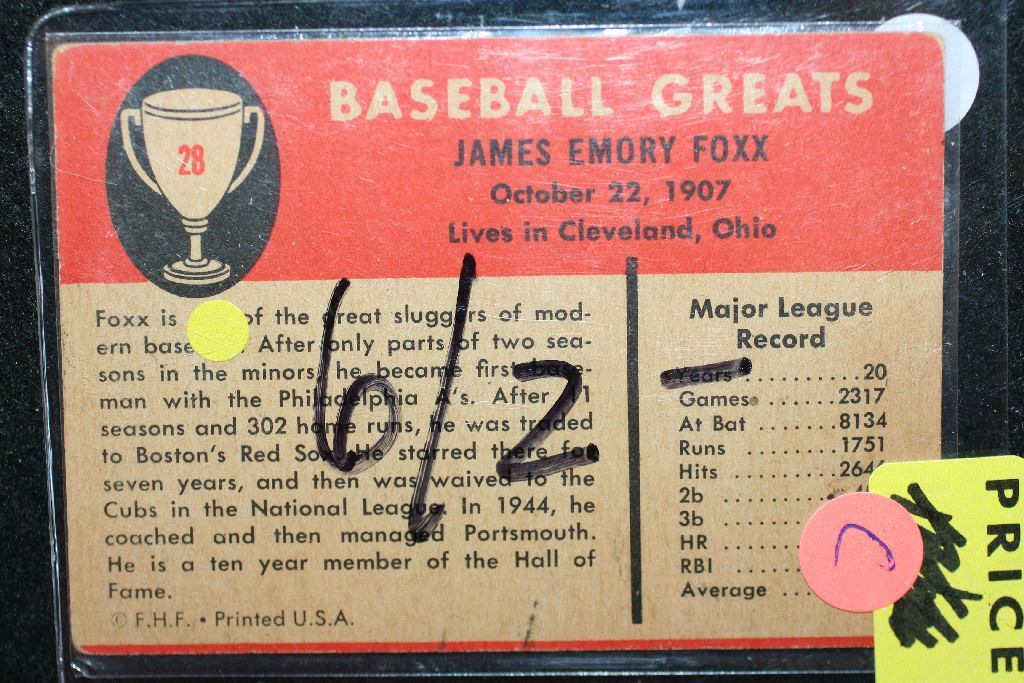 28
BASEBALL GREATS
JAMES EMORY FOXX
October 22, 1907
Lives in Cleveland, Ohio
Foxx is of the great sluggers of mod-
ern base After only parts of two sea-
sons in the minors, he became first base-
man with the Philadelphia A's. After 11
seasons and 302 home runs, he was traded
to Boston's Red Sox. He starred there for
seven years, and then was waived to the
Cubs in the National League. In 1944, he
coached and then managed Portsmouth.
He is a ten year member of the Hall of
Fame.
© F.H.F. • Printed U.S.A.
6/2-
Major League
Record
Years ..........20
Games ......2317
At Bat .......8134
Runs ........1751
Hits .........264
2b ........
3b ........
HR .......
RBI .......
Average ...
C
PRICE